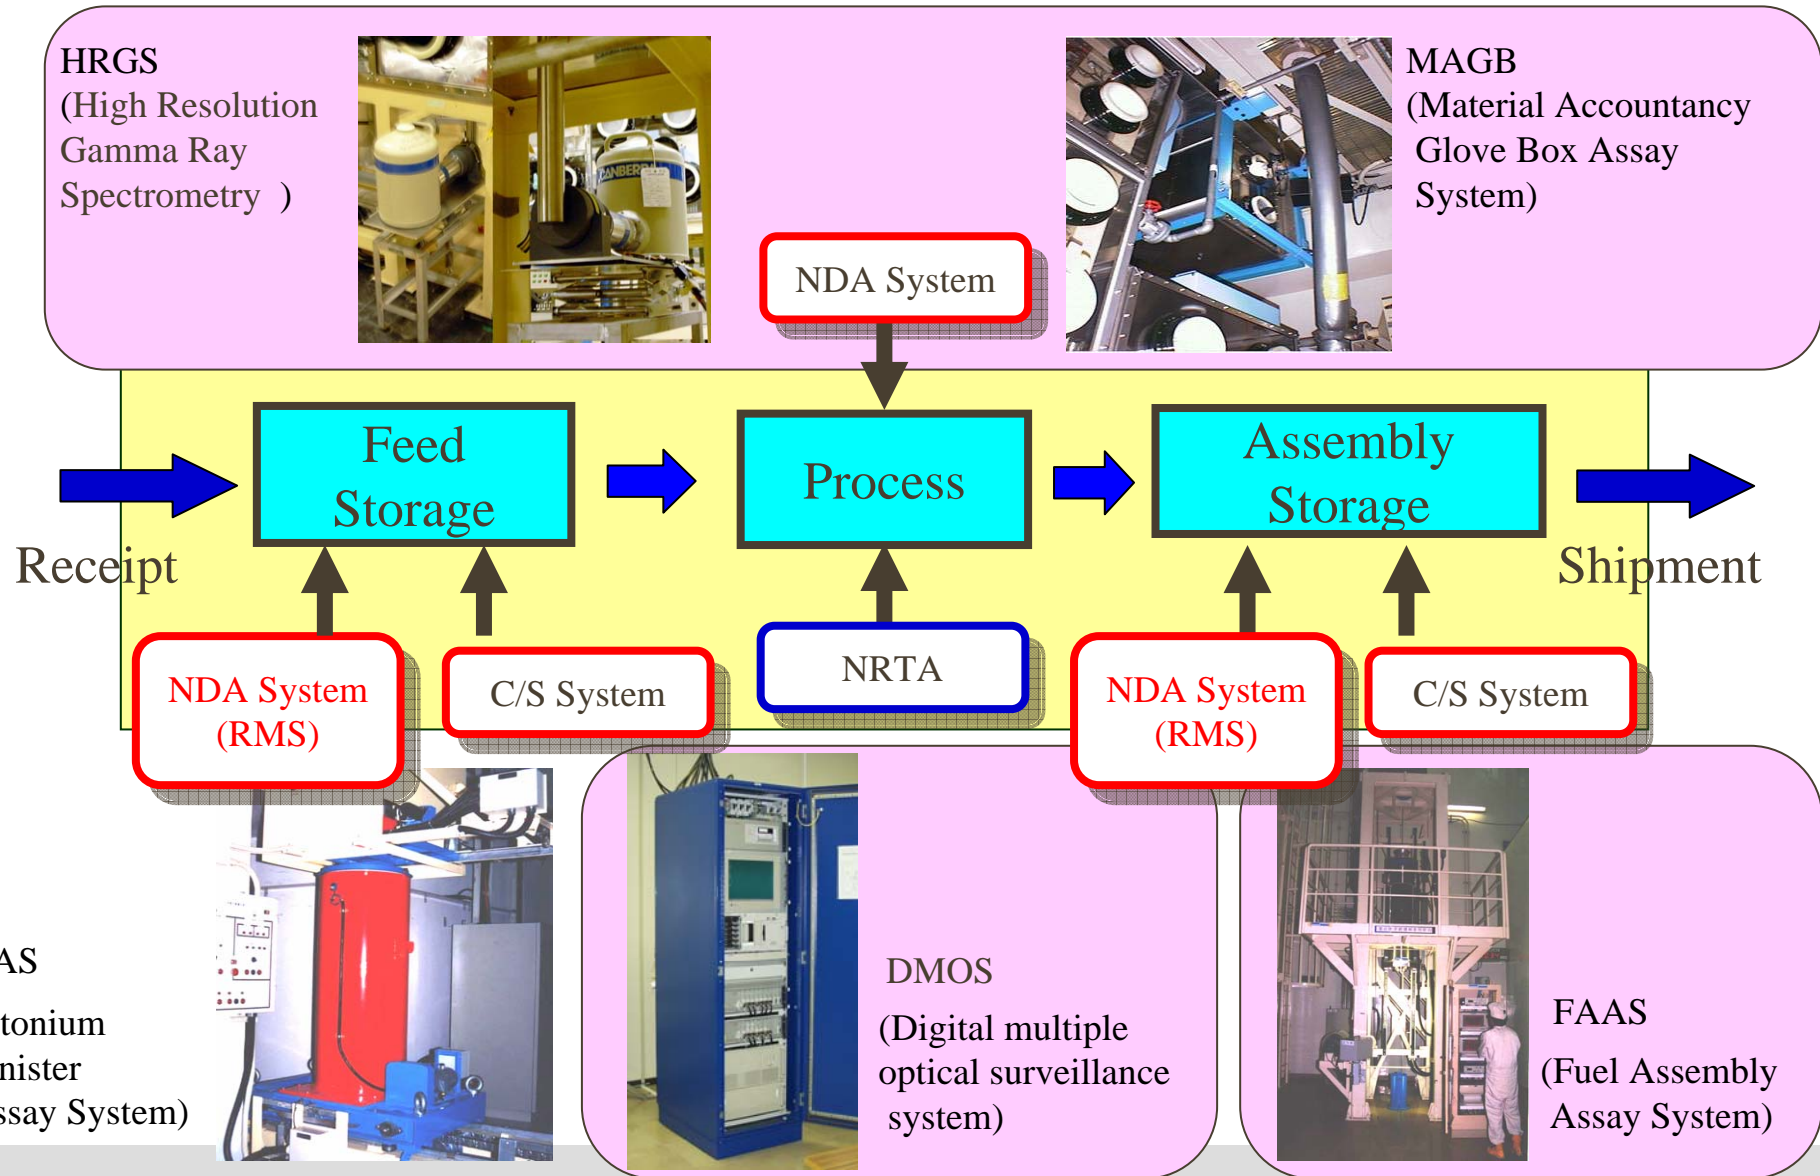 HRGS
(High Resolution
Gamma Ray
Spectrometry )
CANBERRA
MAGB
(Material Accountancy
Glove Box Assay
System)
NDA System
Feed
Storage
Process
Assembly
Storage
Receipt
Shipment
NDA System
(RMS)
C/S System
NRTA
NDA System
(RMS)
C/S System
AS
tonium
nister
ssay System)
DMOS
(Digital multiple
optical surveillance
system)
FAAS
(Fuel Assembly
Assay System)